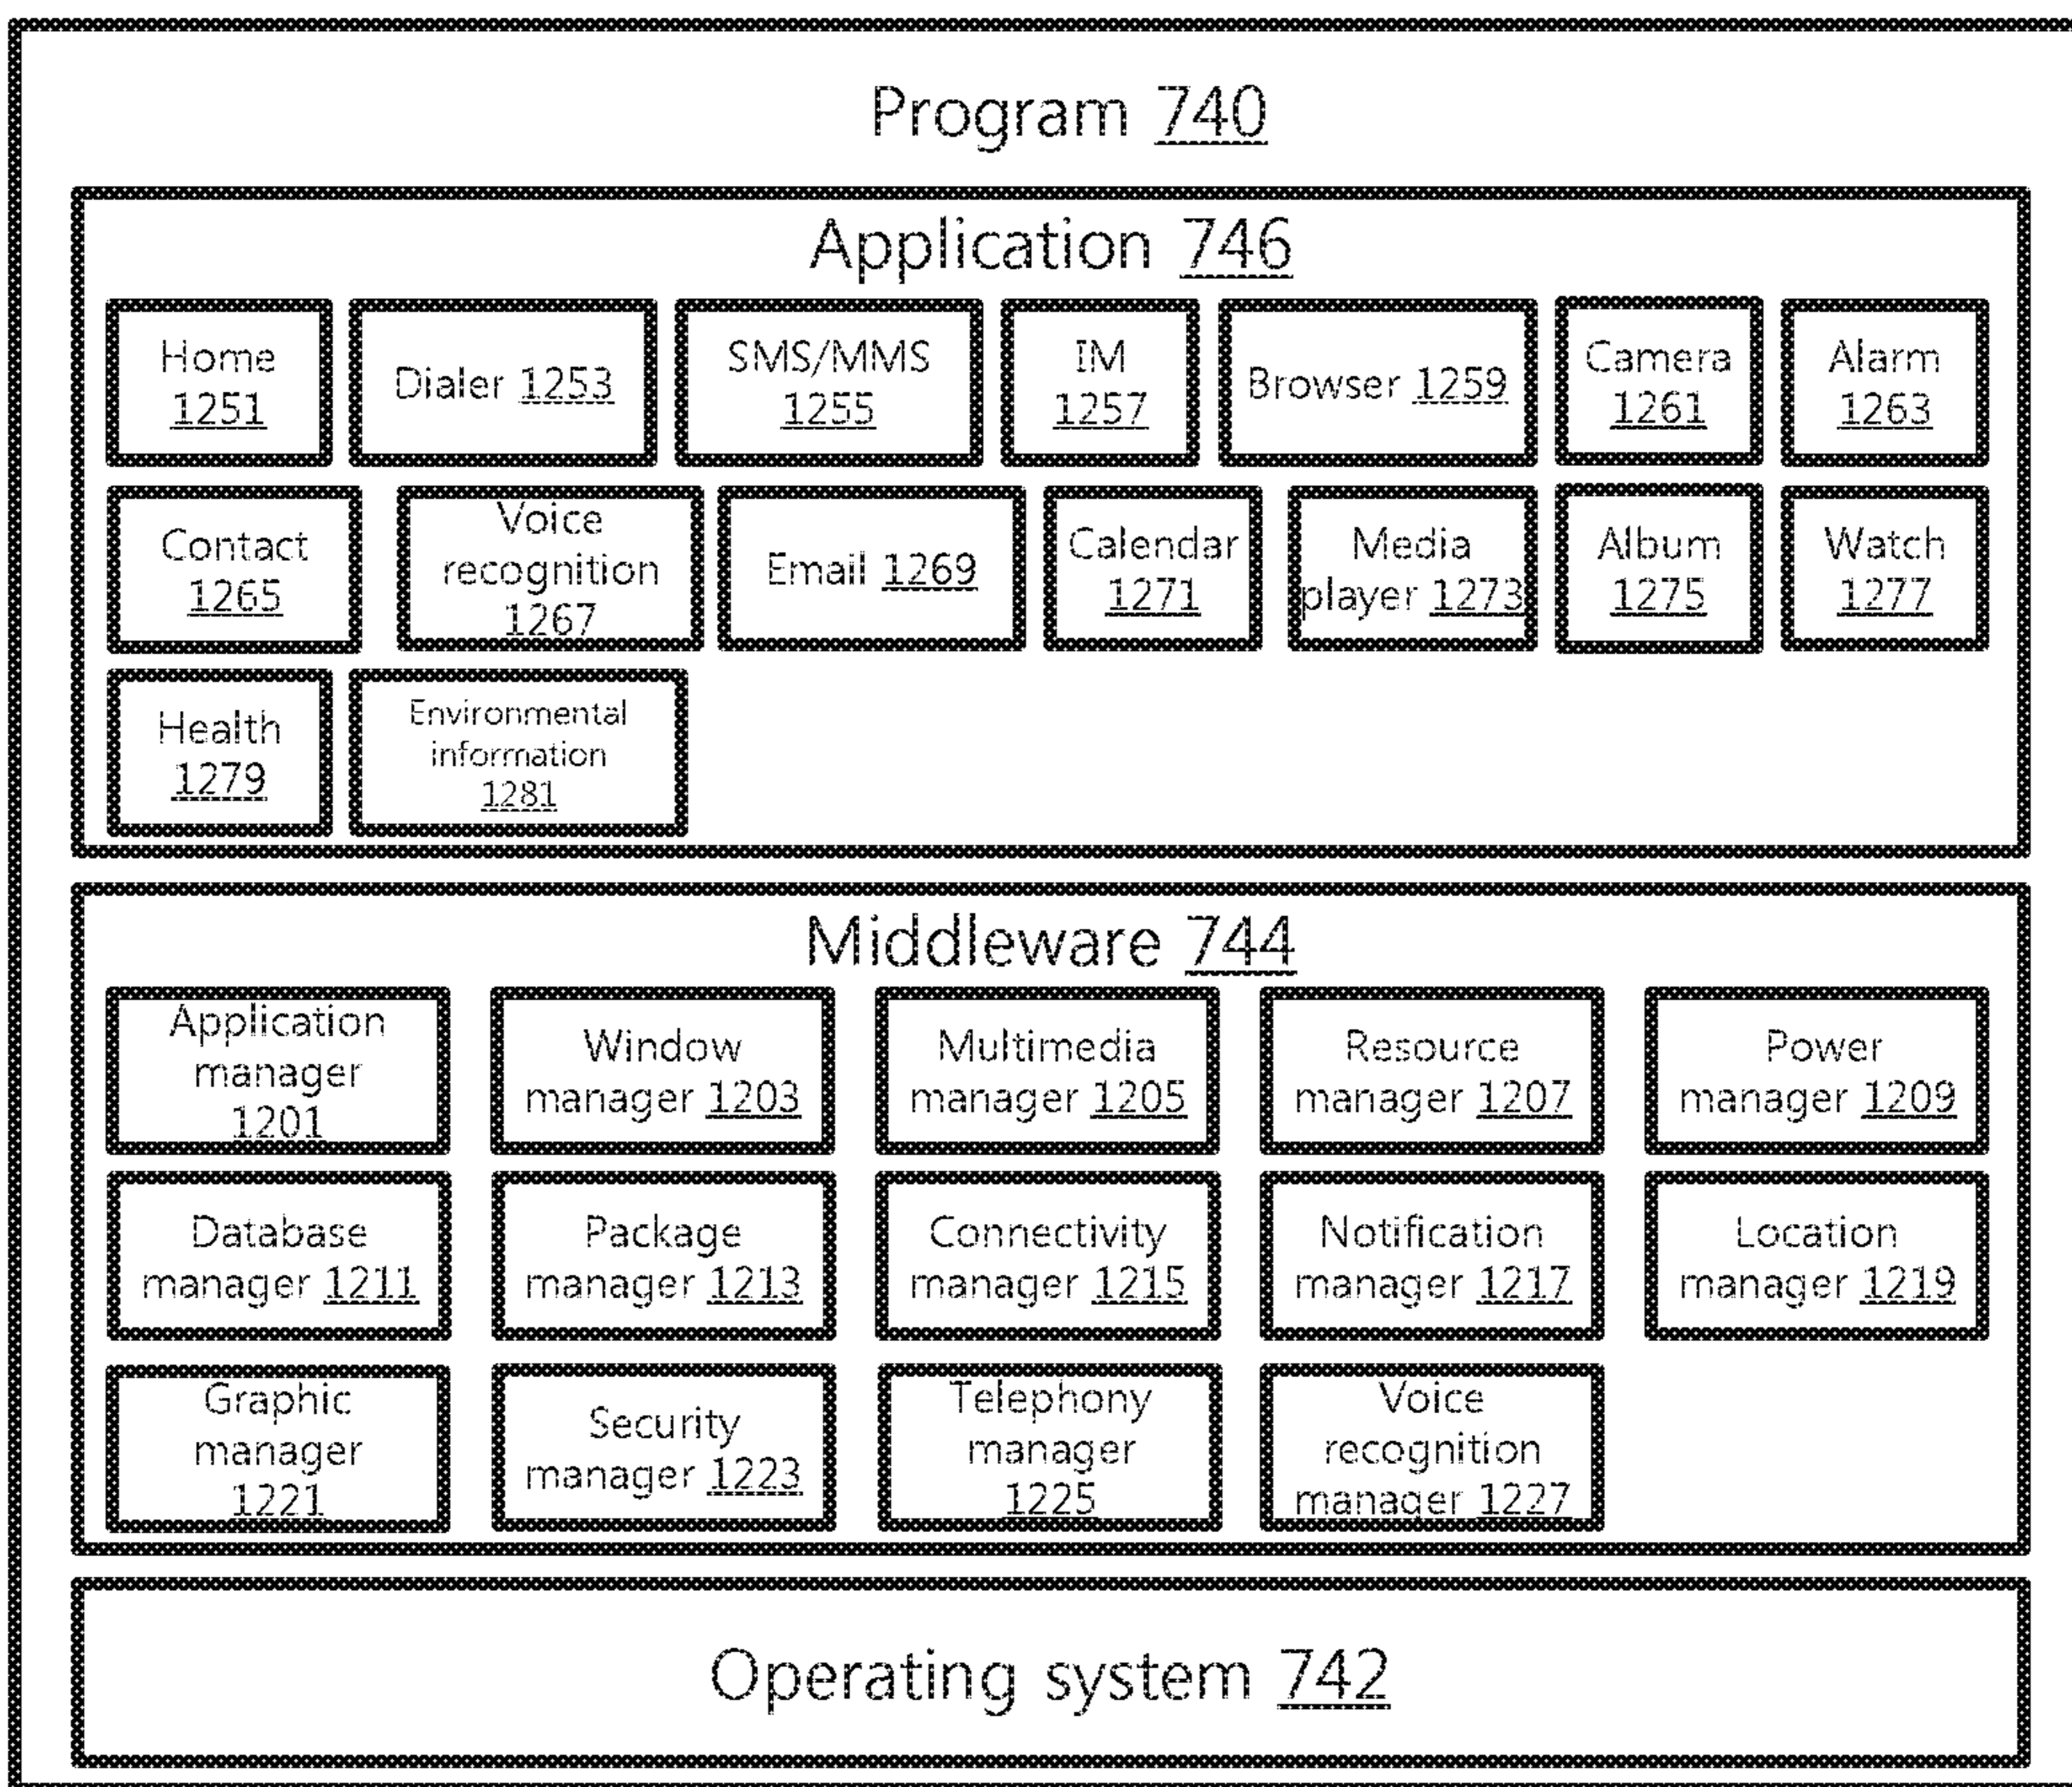 Program 740
Application 746
Home
1251
Dialer 1253
SMS/MMS
1255
IM
1257
Browser 1259
Camera
1261
Alarm
1263
Contact
1265
Voice
recognition
1267
Email 1269
Calendar
1271
Media
player 1273
Album
1275
Watch
1277
Health
1279
Environmental
information
1281
Middleware 744
Application
manager
1201
Window
manager 1203
Multimedia
manager 1205
Resource
manager 1207
Power
manager 1209
Database
manager 1211
Package
manager 1213
Connectivity
manager 1215
Notification
manager 1217
Location
manager 1219
Graphic
manager
1221
Security
manager 1223
Telephony
manager
1225
Voice
recognition
manager 1227
Operating system 742